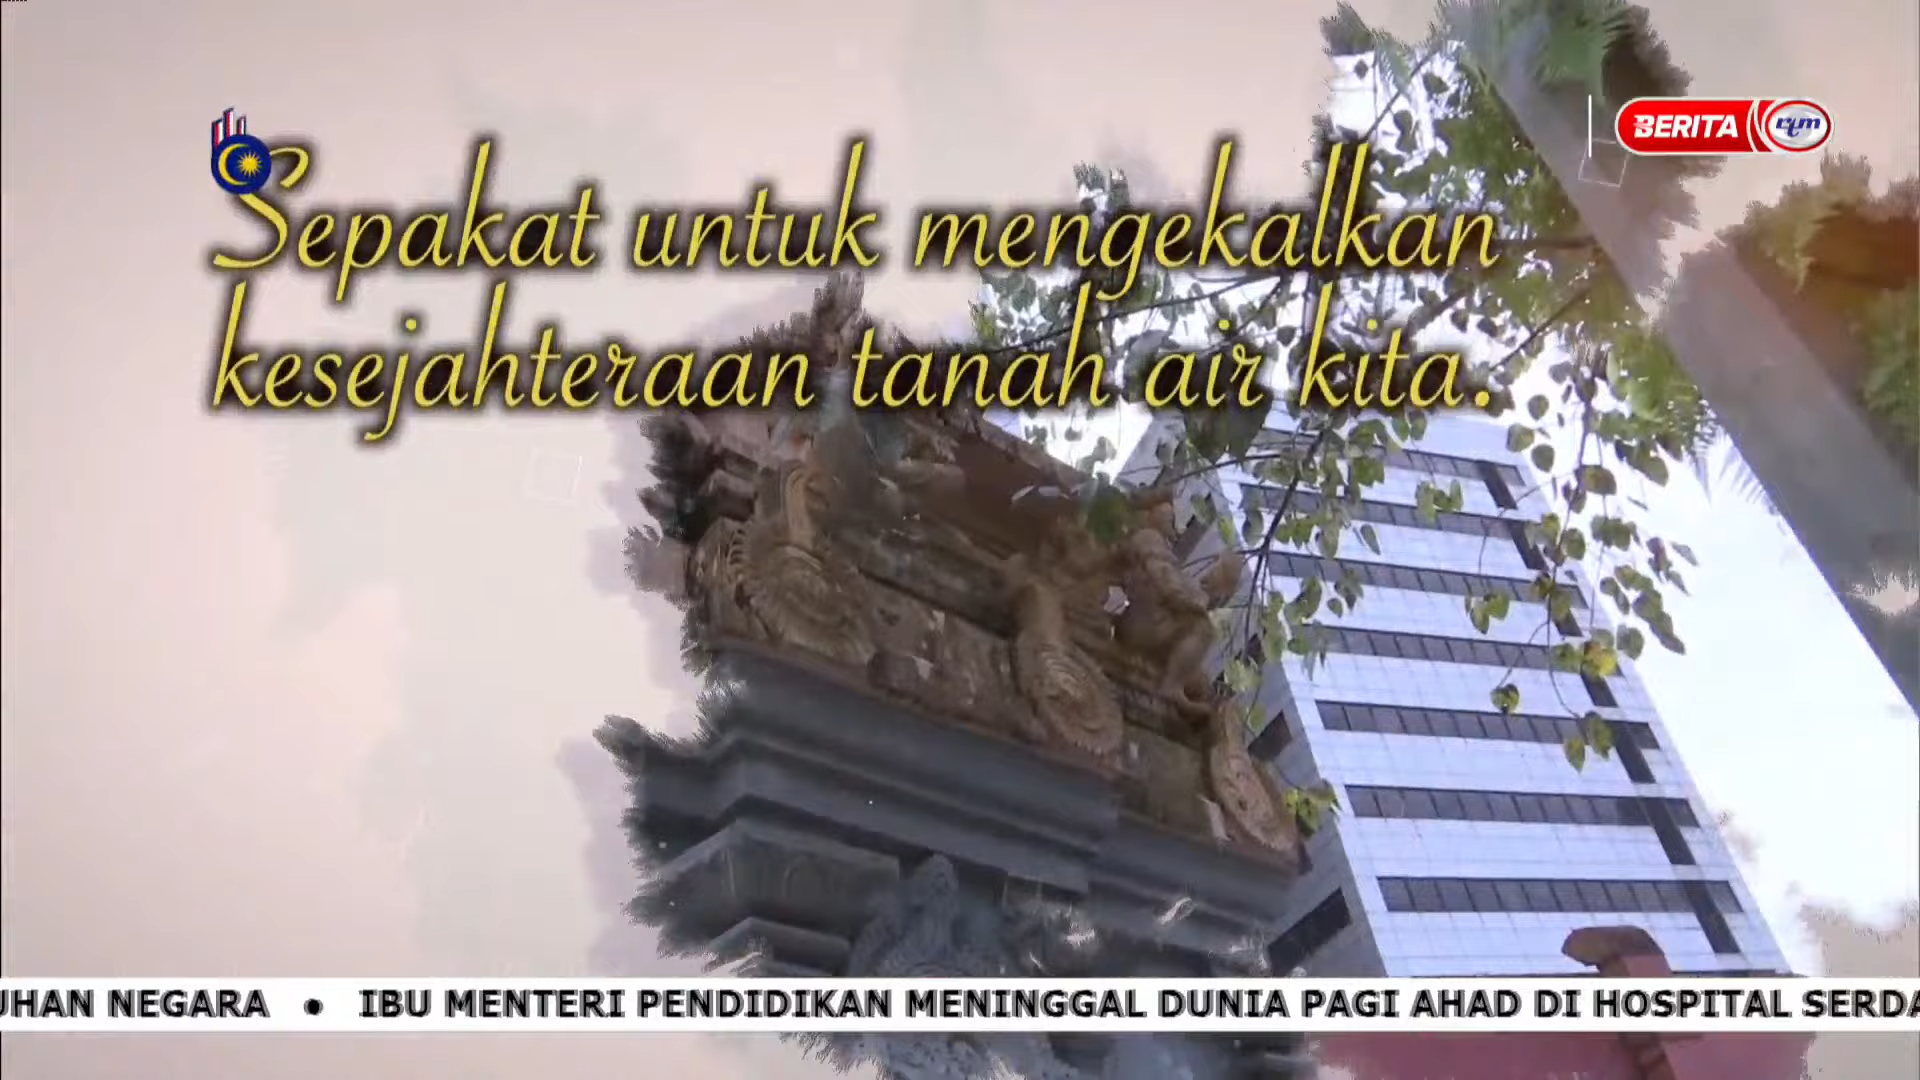 BERITA rtm
Sepakat untuk mengekalkan
kesejahteraan tanah air kita.
UHAN NEGARA • IBU MENTERI PENDIDIKAN MENINGGAL DUNIA PAGI AHAD DI HOSPITAL SERDA